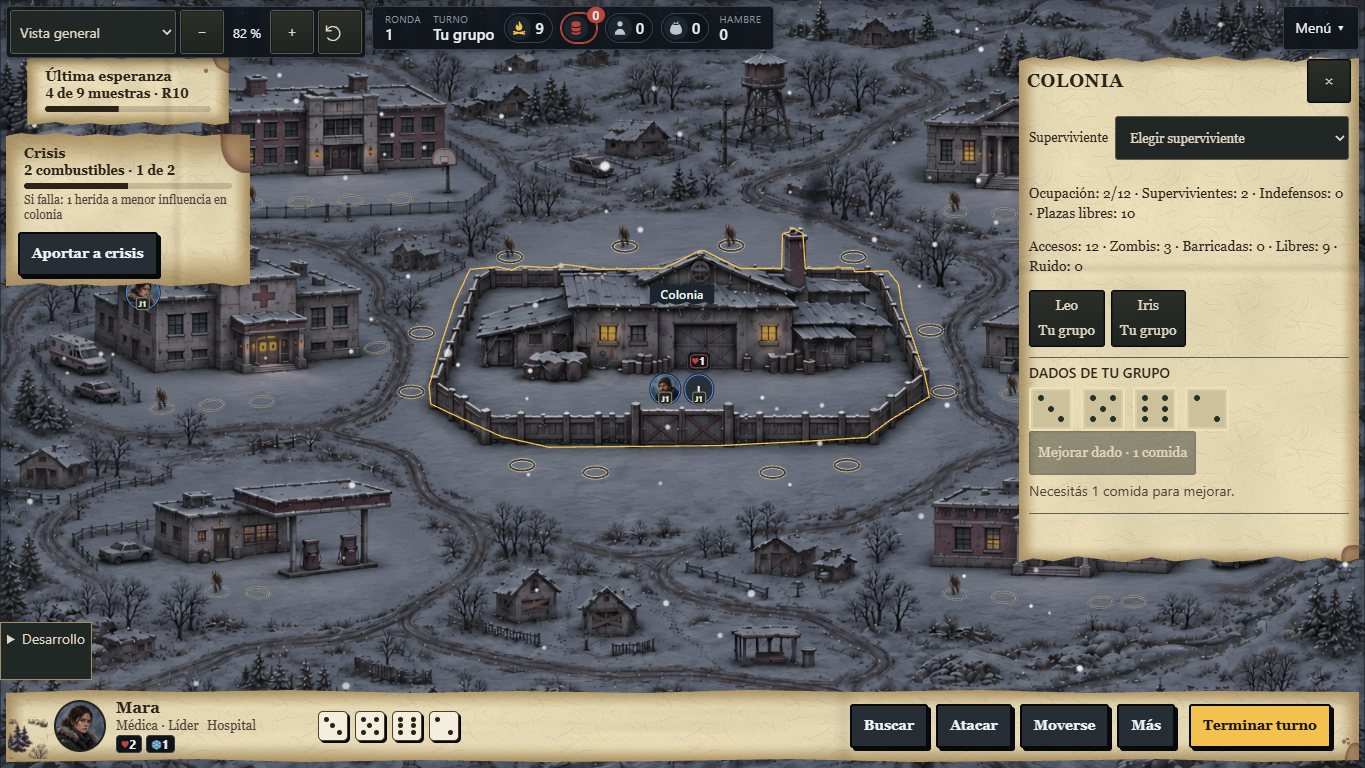 Vista general
−
82 %
+
RONDA
1
TURNO
Tu grupo
9
0
0
0
HAMBRE
0
Menú ▾
Última esperanza
4 de 9 muestras · R10
Crisis
2 combustibles · 1 de 2
Si falla: 1 herida a menor influencia en
colonia
Aportar a crisis
J1
Colonia
1
J1
J1
COLONIA
×
Superviviente
Elegir superviviente
Ocupación: 2/12 · Supervivientes: 2 · Indefensos: 0
· Plazas libres: 10
Accesos: 12 · Zombis: 3 · Barricadas: 0 · Libres: 9 ·
Ruido: 0
Leo
Tu grupo
Iris
Tu grupo
DADOS DE TU GRUPO
Mejorar dado · 1 comida
Necesitás 1 comida para mejorar.
▶ Desarrollo
Mara
Médica · Líder Hospital
2
1
Buscar
Atacar
Moverse
Más
Terminar turno